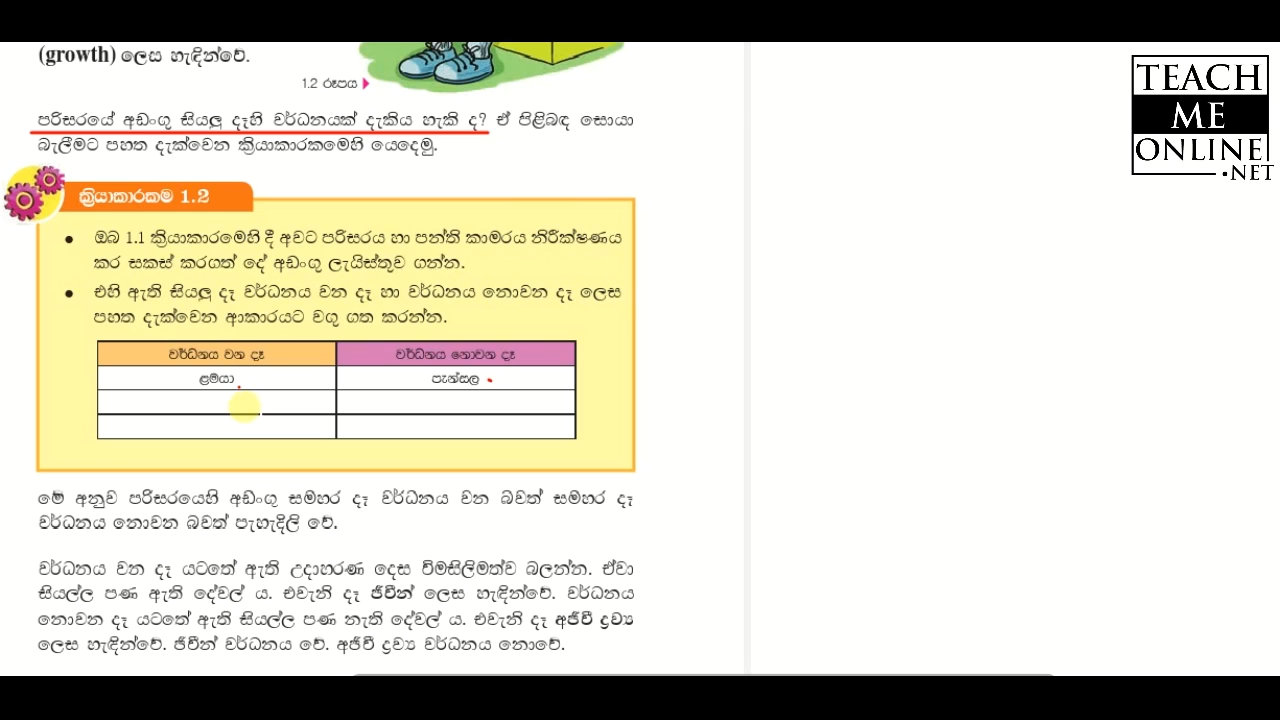 (growth) ලෙස හැඳින්වේ.
1.2 රූපය
පරිසරයේ අඩංගු සියලු දෑහි වර්ධනයක් දැකිය හැකි ද? ඒ පිළිබඳ සොයා
බැලීමට පහත දැක්වෙන ක්‍රියාකාරකමෙහි යෙදෙමු.
ක්‍රියාකාරකම 1.2
• ඔබ 1.1 ක්‍රියාකාරමෙහි දී අවට පරිසරය හා පන්ති කාමරය නිරීක්ෂණය
කර සකස් කරගත් දේ අඩංගු ලැයිස්තුව ගන්න.
• එහි ඇති සියලු දෑ වර්ධනය වන දෑ හා වර්ධනය නොවන දෑ ලෙස
පහත දැක්වෙන ආකාරයට වගු ගත කරන්න.
වර්ධනය වන දෑ වර්ධනය නොවන දෑ
ළමයා පැන්සල
මේ අනුව පරිසරයෙහි අඩංගු සමහර දෑ වර්ධනය වන බවත් සමහර දෑ
වර්ධනය නොවන බවත් පැහැදිලි වේ.
වර්ධනය වන දෑ යටතේ ඇති උදාහරණ දෙස විමසිලිමත්ව බලන්න. ඒවා
සියල්ල පණ ඇති දේවල් ය. එවැනි දෑ ජීවීන් ලෙස හැඳින්වේ. වර්ධනය
නොවන දෑ යටතේ ඇති සියල්ල පණ නැති දේවල් ය. එවැනි දෑ අජීවී ද්‍රව්‍ය
ලෙස හැඳින්වේ. ජීවීන් වර්ධනය වේ. අජීවී ද්‍රව්‍ය වර්ධනය නොවේ.
TEACH
ME
ONLINE
.NET